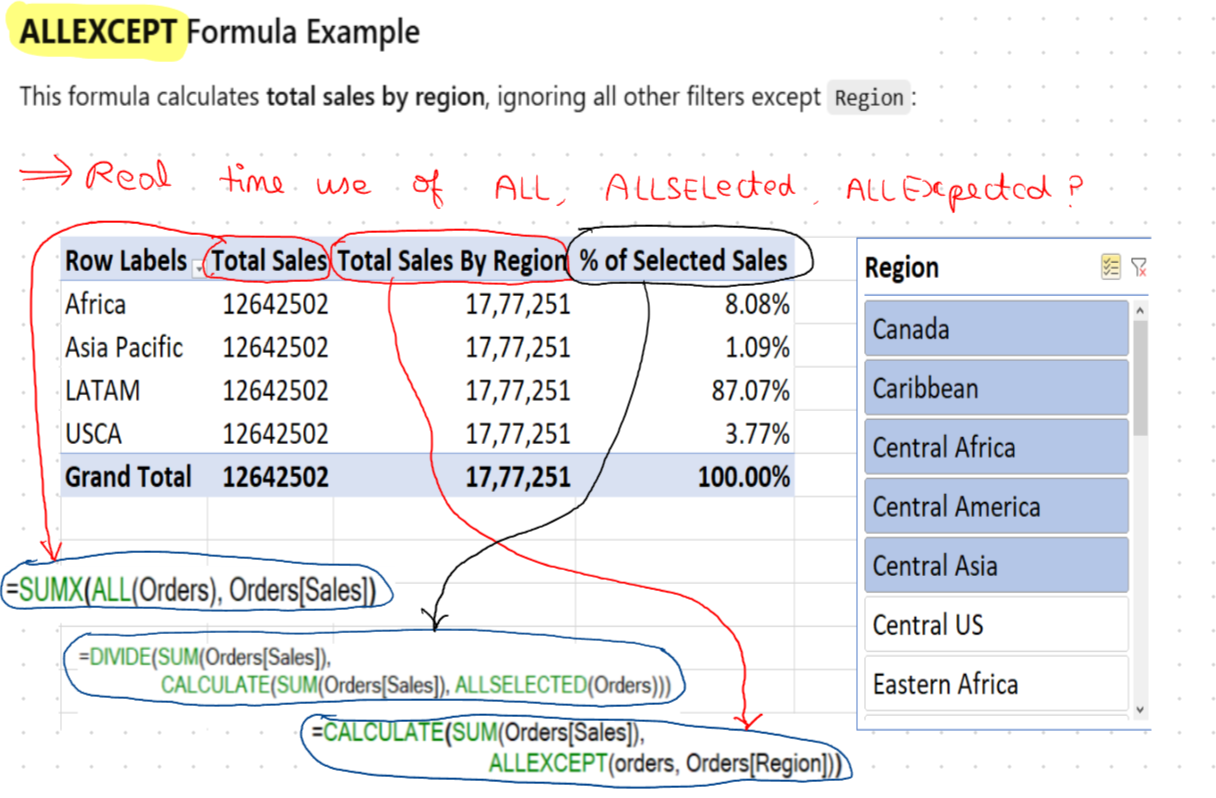 ALLEXCEPT Formula Example
This formula calculates total sales by region, ignoring all other filters except Region:
⇒ Real time use of ALL, ALLSELected, ALLExpected?
Row Labels Total Sales Total Sales By Region % of Selected Sales
Africa 12642502 17,77,251 8.08%
Asia Pacific 12642502 17,77,251 1.09%
LATAM 12642502 17,77,251 87.07%
USCA 12642502 17,77,251 3.77%
Grand Total 12642502 17,77,251 100.00%
Region
Canada
Caribbean
Central Africa
Central America
Central Asia
Central US
Eastern Africa
=SUMX(ALL(Orders), Orders[Sales])
=DIVIDE(SUM(Orders[Sales]),
CALCULATE(SUM(Orders[Sales]), ALLSELECTED(Orders)))
=CALCULATE(SUM(Orders[Sales]),
ALLEXCEPT(orders, Orders[Region]))